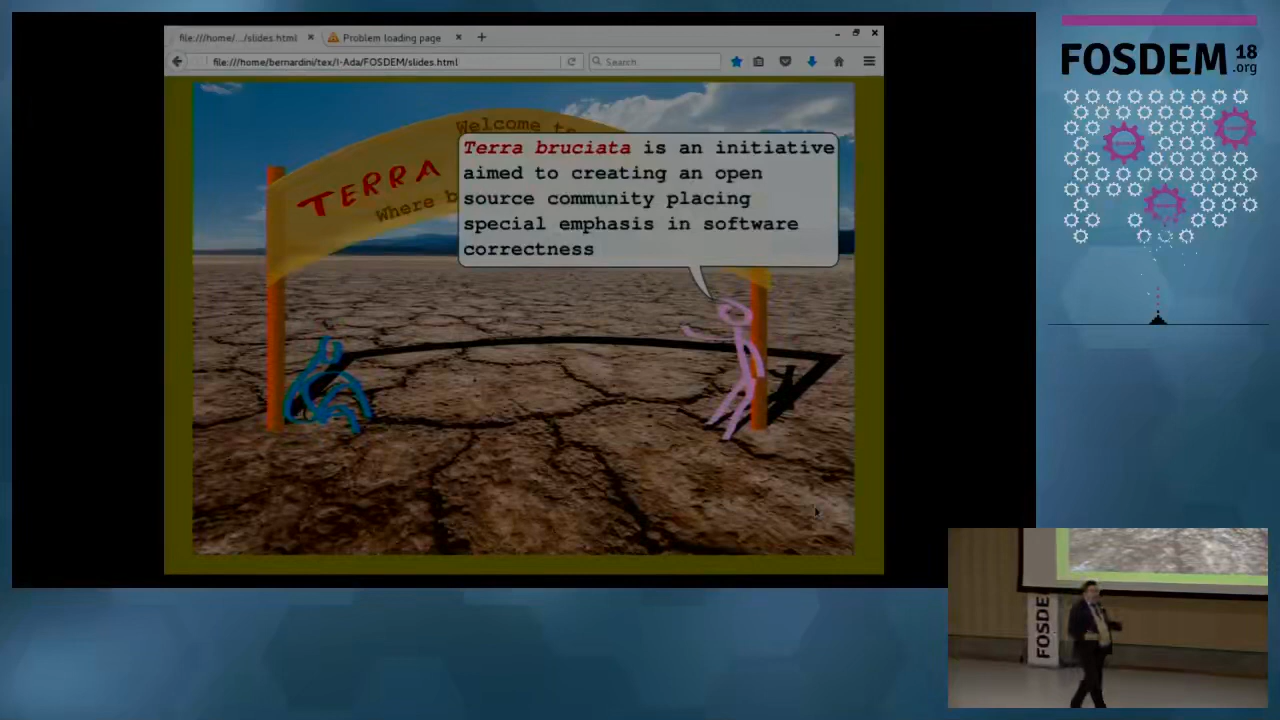 file:///home/.../slides.html
Problem loading page
file:///home/bernardini/tex/I-Ada/FOSDEM/slides.html
Search
Welcome to
TERRA
Where b
Terra bruciata is an initiative
aimed to creating an open
source community placing
special emphasis in software
correctness
FOSDEM 18
.org
FOSDE